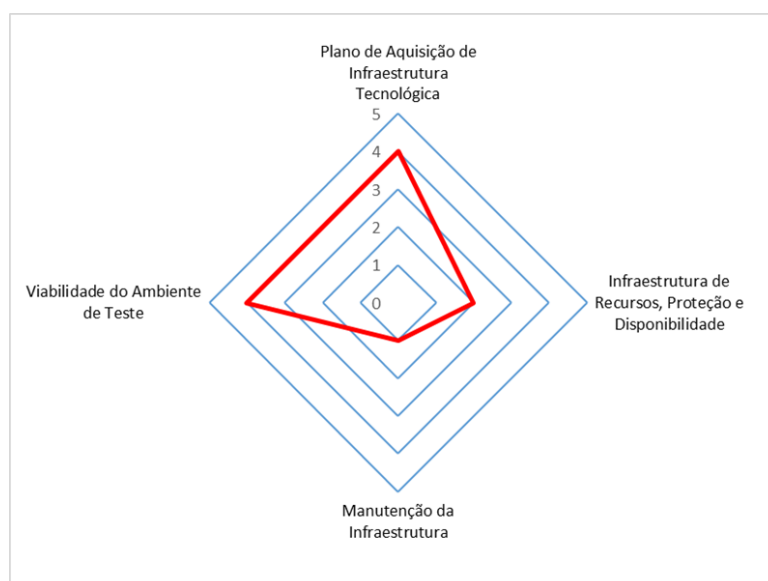 Plano de Aquisição de
Infraestrutura
Tecnológica
5
4
3
2
1
0
Viabilidade do Ambiente
de Teste
Infraestrutura de
Recursos, Proteção e
Disponibilidade
Manutenção da
Infraestrutura